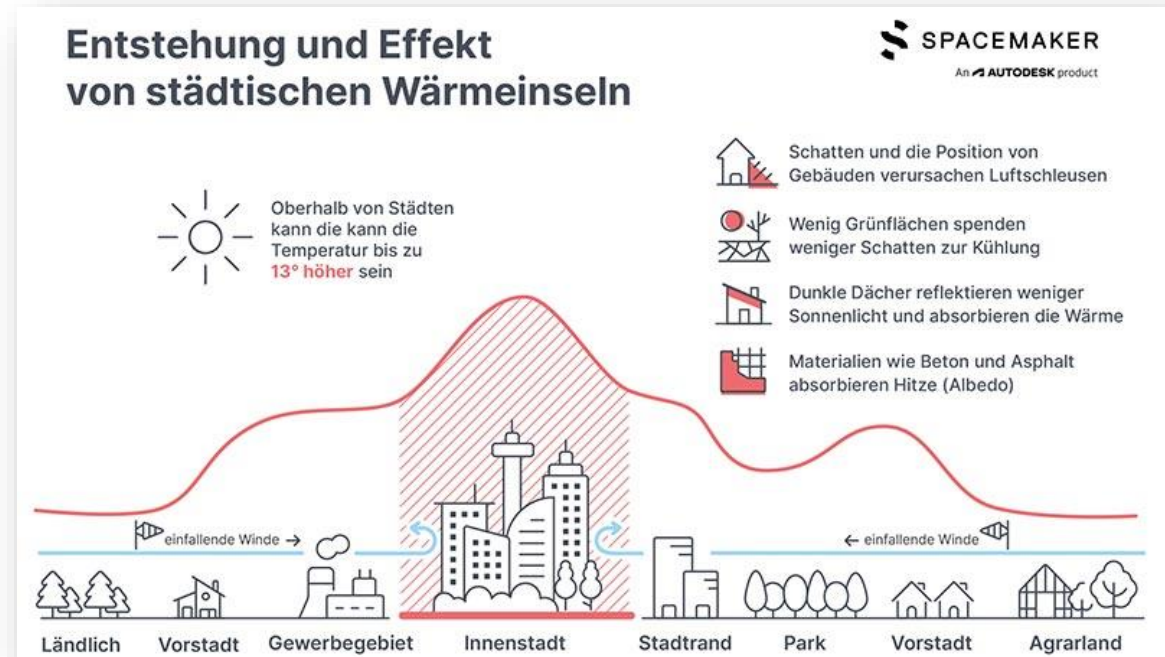 Entstehung und Effekt
von städtischen Wärmeinseln
SPACEMAKER
An AUTODESK product
Oberhalb von Städten
kann die kann die
Temperatur bis zu
13° höher sein
Schatten und die Position von
Gebäuden verursachen Luftschleusen
Wenig Grünflächen spenden
weniger Schatten zur Kühlung
Dunkle Dächer reflektieren weniger
Sonnenlicht und absorbieren die Wärme
Materialien wie Beton und Asphalt
absorbieren Hitze (Albedo)
einfallende Winde →
← einfallende Winde
Ländlich
Vorstadt
Gewerbegebiet
Innenstadt
Stadtrand
Park
Vorstadt
Agrarland